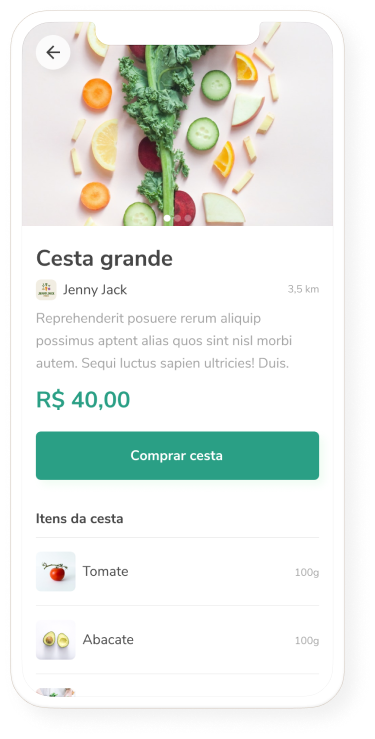 Cesta grande
Jenny Jack
3,5 km
Reprehenderit posuere rerum aliquip
possimus aptent alias quos sint nisl morbi
autem. Sequi luctus sapien ultricies! Duis.
R$ 40,00
Comprar cesta
Itens da cesta
Tomate
100g
Abacate
100g